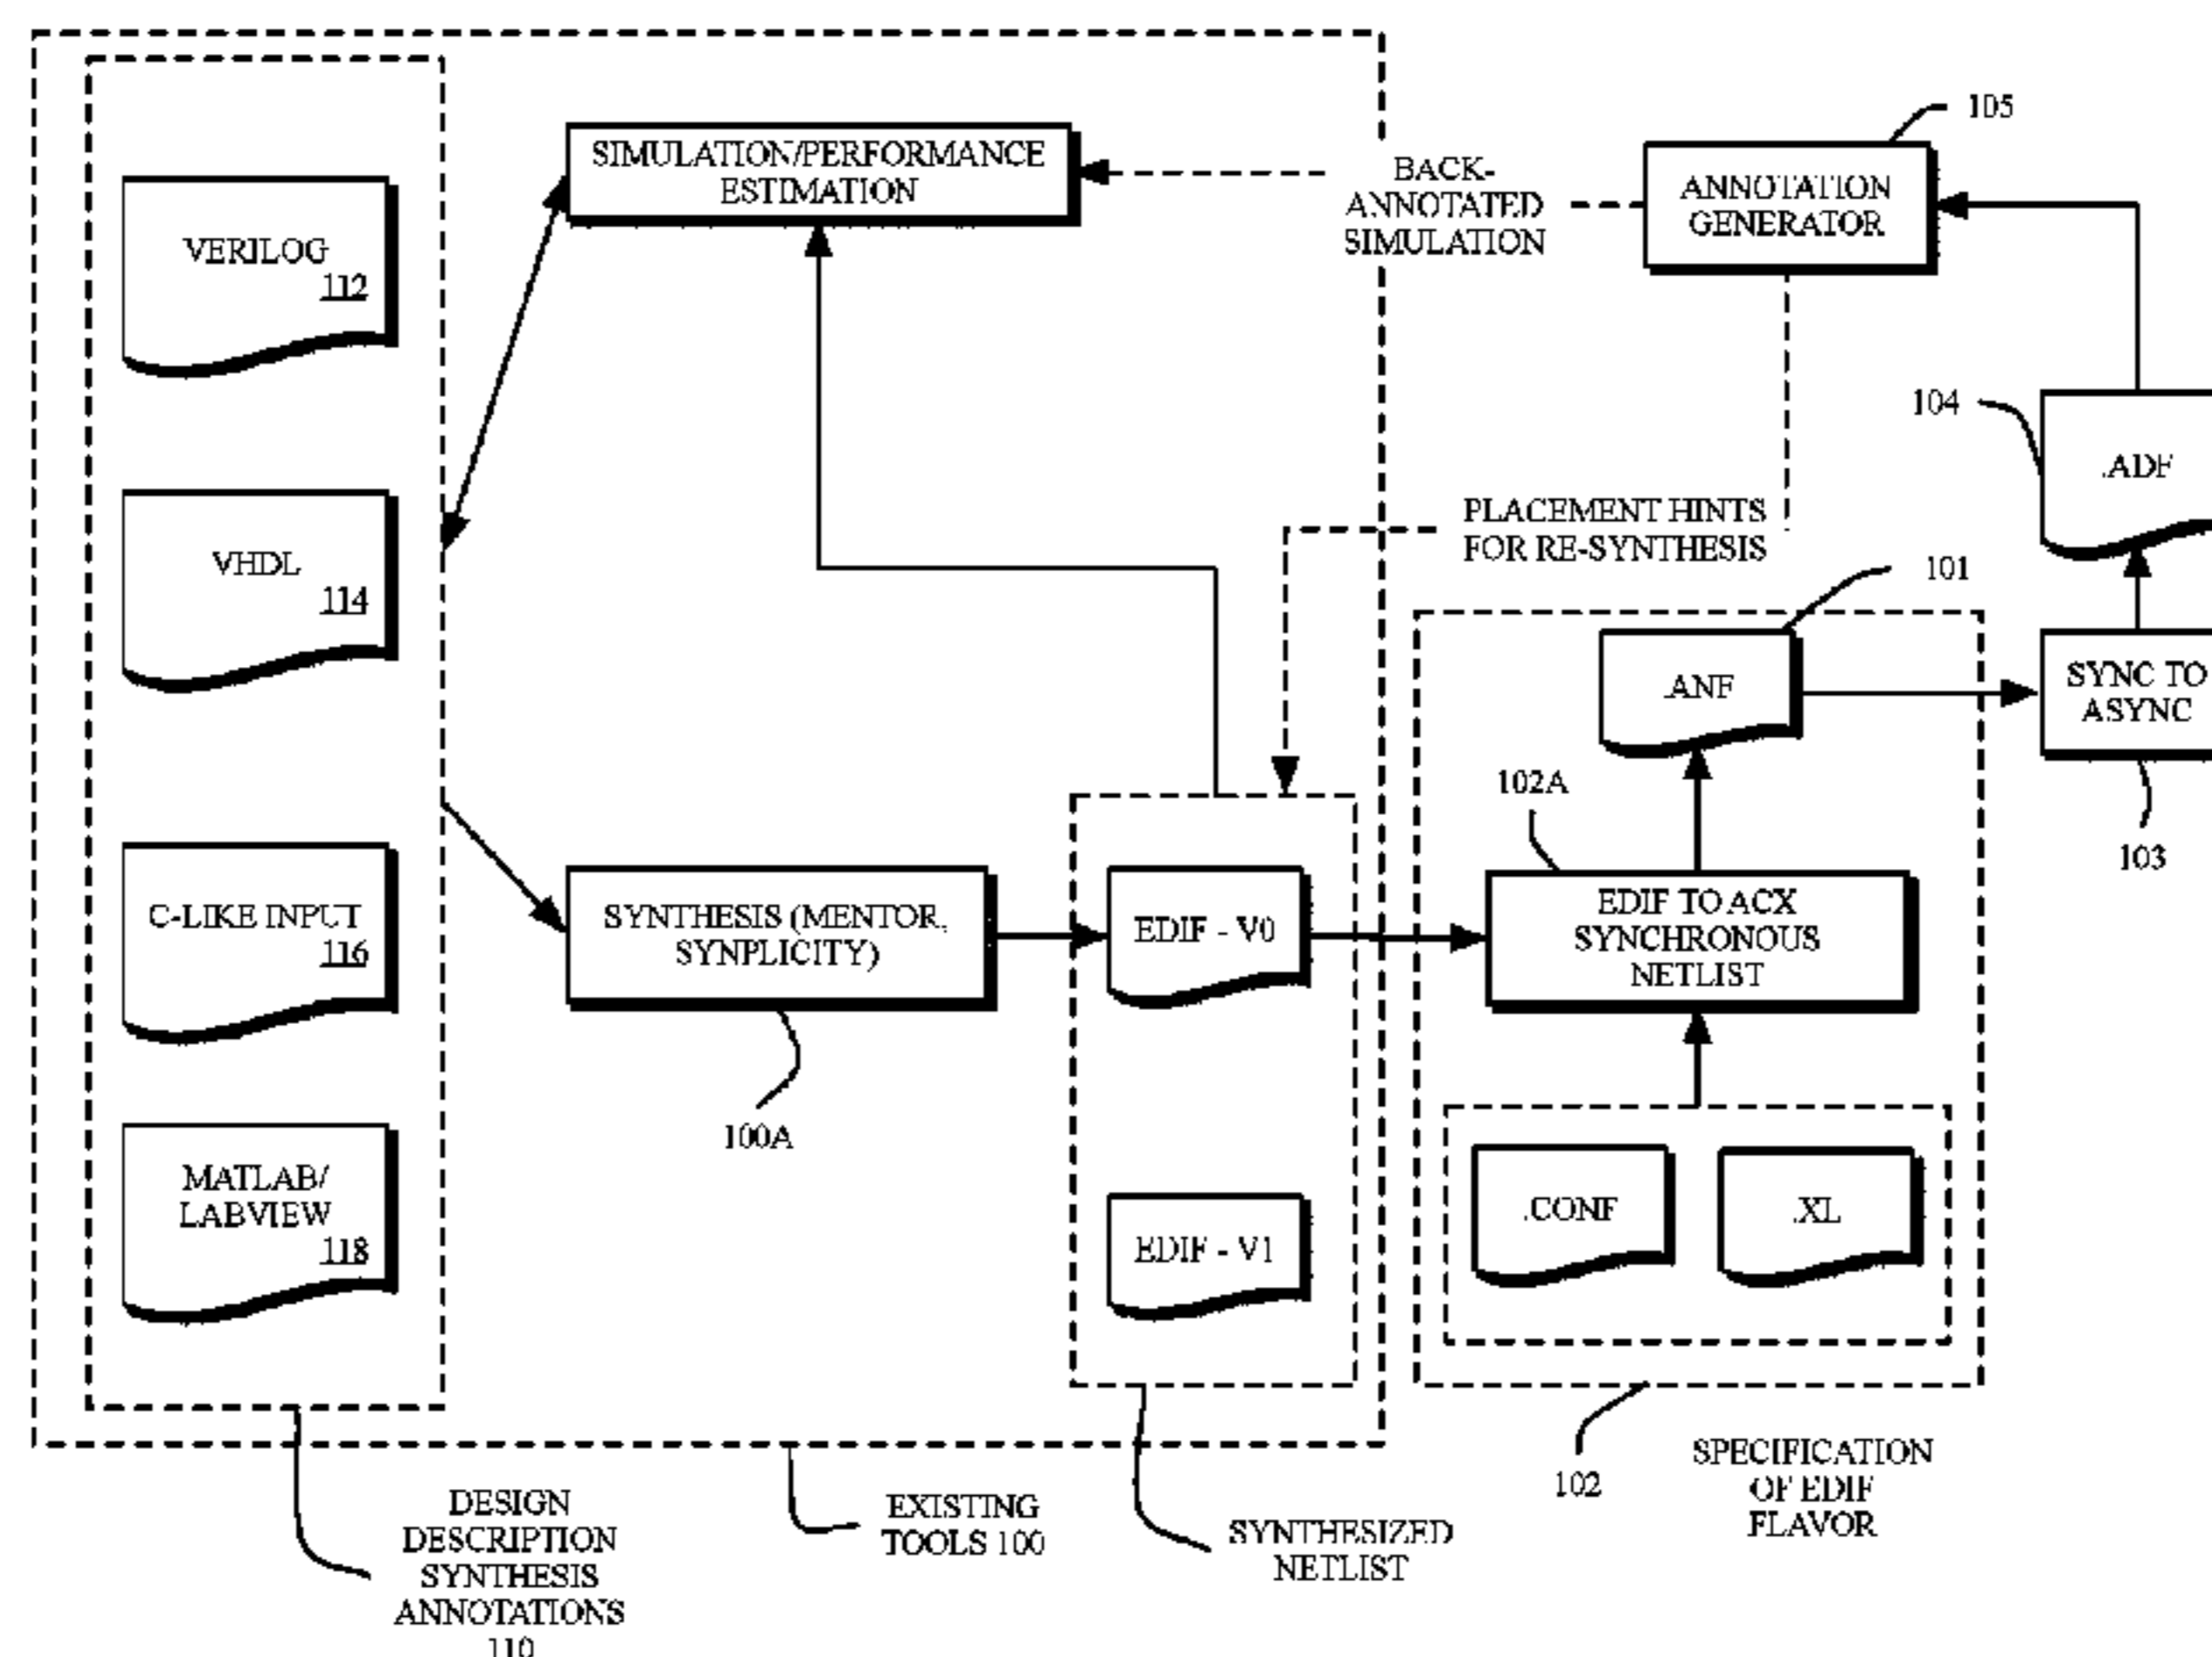 105
SIMULATION/PERFORMANCE
ESTIMATION
BACK-
ANNOTATED
SIMULATION
ANNOTATION
GENERATOR
VERILOG
112
104
.ADF
PLACEMENT HINTS
FOR RE-SYNTHESIS
VHDL
114
101
.ANF
SYNC TO
ASYNC
102A
103
C-LIKE INPUT
116
SYNTHESIS (MENTOR,
SYNPLICITY)
EDIF - V0
EDIF TO ACX
SYNCHRONOUS
NETLIST
100A
MATLAB/
LABVIEW
118
EDIF - V1
.CONF
.XL
102
SPECIFICATION
OF EDIF
FLAVOR
DESIGN
DESCRIPTION
SYNTHESIS
ANNOTATIONS
110
EXISTING
TOOLS 100
SYNTHESIZED
NETLIST